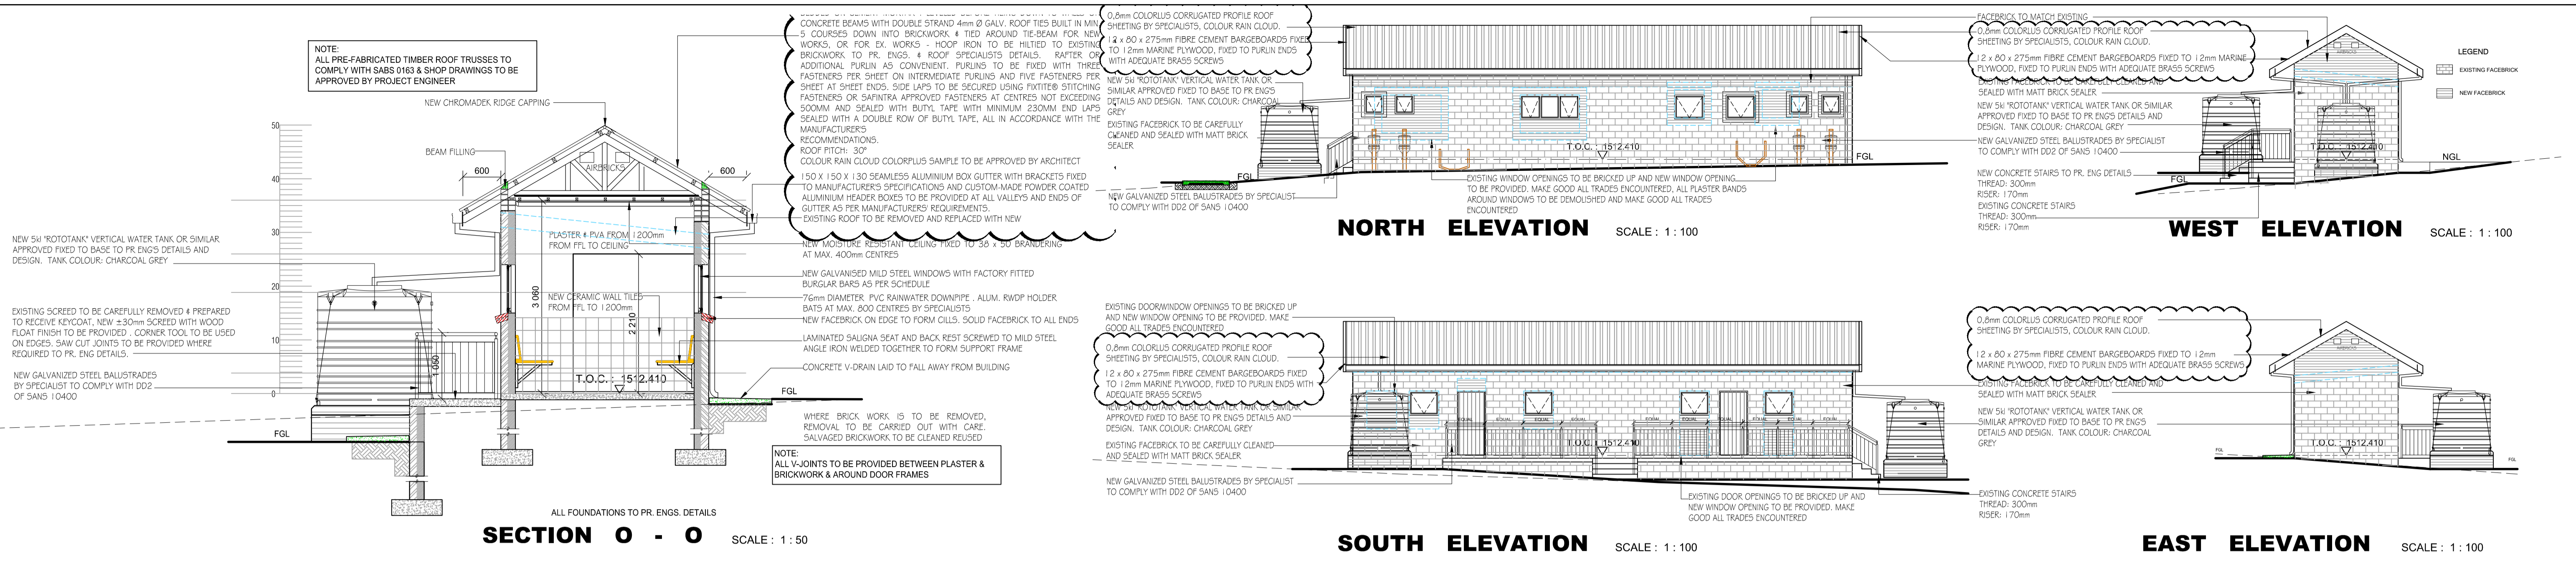 NOTE:
ALL PRE-FABRICATED TIMBER ROOF TRUSSES TO
COMPLY WITH SABS 0163 & SHOP DRAWINGS TO BE
APPROVED BY PROJECT ENGINEER
NEW CHROMADEK RIDGE CAPPING
50
BEAM FILLING
AIRBRICKS
600
600
40
30
20
10
0
NEW 5kl "ROTOTANK" VERTICAL WATER TANK OR SIMILAR
APPROVED FIXED TO BASE TO PR ENG'S DETAILS AND
DESIGN. TANK COLOUR: CHARCOAL GREY
EXISTING SCREED TO BE CAREFULLY REMOVED & PREPARED
TO RECEIVE KEYCOAT, NEW ±30mm SCREED WITH WOOD
FLOAT FINISH TO BE PROVIDED . CORNER TOOL TO BE USED
ON EDGES. SAW CUT JOINTS TO BE PROVIDED WHERE
REQUIRED TO PR. ENG DETAILS.
NEW GALVANIZED STEEL BALUSTRADES
BY SPECIALIST TO COMPLY WITH DD2
OF SANS 10400
PLASTER & PVA FROM 1200mm
FROM FFL TO CEILING
NEW CERAMIC WALL TILES
FROM FFL TO 1200mm
3 060
2 210
1 050
T.O.C. : 1512.410
FGL
FGL
CONCRETE BEAMS WITH DOUBLE STRAND 4mm Ø GALV. ROOF TIES BUILT IN MIN
5 COURSES DOWN INTO BRICKWORK & TIED AROUND TIE-BEAM FOR NEW
WORKS, OR FOR EX. WORKS - HOOP IRON TO BE HILTIED TO EXISTING
BRICKWORK TO PR. ENGS. & ROOF SPECIALISTS DETAILS. RAFTER OR
ADDITIONAL PURLIN AS CONVENIENT. PURLINS TO BE FIXED WITH THREE
FASTENERS PER SHEET ON INTERMEDIATE PURLINS AND FIVE FASTENERS PER
SHEET AT SHEET ENDS. SIDE LAPS TO BE SECURED USING FIXTITE® STITCHING
FASTENERS OR SAFINTRA APPROVED FASTENERS AT CENTRES NOT EXCEEDING
500MM AND SEALED WITH BUTYL TAPE WITH MINIMUM 230MM END LAPS
SEALED WITH A DOUBLE ROW OF BUTYL TAPE, ALL IN ACCORDANCE WITH THE
MANUFACTURER'S
RECOMMENDATIONS.
ROOF PITCH: 30°
COLOUR RAIN CLOUD COLORPLUS SAMPLE TO BE APPROVED BY ARCHITECT
150 X 150 X 130 SEAMLESS ALUMINIUM BOX GUTTER WITH BRACKETS FIXED
TO MANUFACTURER'S SPECIFICATIONS AND CUSTOM-MADE POWDER COATED
ALUMINIUM HEADER BOXES TO BE PROVIDED AT ALL VALLEYS AND ENDS OF
GUTTER AS PER MANUFACTURERS' REQUIREMENTS.
EXISTING ROOF TO BE REMOVED AND REPLACED WITH NEW
NEW MOISTURE RESISTANT CEILING FIXED TO 38 x 50 BRANDERING
AT MAX. 400mm CENTRES
NEW GALVANISED MILD STEEL WINDOWS WITH FACTORY FITTED
BURGLAR BARS AS PER SCHEDULE
76mm DIAMETER PVC RAINWATER DOWNPIPE . ALUM. RWDP HOLDER
BATS AT MAX. 800 CENTRES BY SPECIALISTS
NEW FACEBRICK ON EDGE TO FORM CILLS. SOLID FACEBRICK TO ALL ENDS
LAMINATED SALIGNA SEAT AND BACK REST SCREWED TO MILD STEEL
ANGLE IRON WELDED TOGETHER TO FORM SUPPORT FRAME
CONCRETE V-DRAIN LAID TO FALL AWAY FROM BUILDING
WHERE BRICK WORK IS TO BE REMOVED,
REMOVAL TO BE CARRIED OUT WITH CARE.
SALVAGED BRICKWORK TO BE CLEANED REUSED
NOTE:
ALL V-JOINTS TO BE PROVIDED BETWEEN PLASTER &
BRICKWORK & AROUND DOOR FRAMES
ALL FOUNDATIONS TO PR. ENGS. DETAILS
SECTION O - O SCALE : 1 : 50
0,8mm COLORLUS CORRUGATED PROFILE ROOF
SHEETING BY SPECIALISTS, COLOUR RAIN CLOUD.
12 x 80 x 275mm FIBRE CEMENT BARGEBOARDS FIXED
TO 12mm MARINE PLYWOOD, FIXED TO PURLIN ENDS
WITH ADEQUATE BRASS SCREWS
NEW 5kl "ROTOTANK" VERTICAL WATER TANK OR
SIMILAR APPROVED FIXED TO BASE TO PR ENG'S
DETAILS AND DESIGN. TANK COLOUR: CHARCOAL
GREY
EXISTING FACEBRICK TO BE CAREFULLY
CLEANED AND SEALED WITH MATT BRICK
SEALER
FGL
NEW GALVANIZED STEEL BALUSTRADES BY SPECIALIST
TO COMPLY WITH DD2 OF SANS 10400
T.O.C. : 1512.410
FGL
EXISTING WINDOW OPENINGS TO BE BRICKED UP AND NEW WINDOW OPENING
TO BE PROVIDED. MAKE GOOD ALL TRADES ENCOUNTERED, ALL PLASTER BANDS
AROUND WINDOWS TO BE DEMOLISHED AND MAKE GOOD ALL TRADES
ENCOUNTERED
NORTH ELEVATION SCALE : 1 : 100
FACEBRICK TO MATCH EXISTING
0,8mm COLORLUS CORRUGATED PROFILE ROOF
SHEETING BY SPECIALISTS, COLOUR RAIN CLOUD.
12 x 80 x 275mm FIBRE CEMENT BARGEBOARDS FIXED TO 12mm MARINE
PLYWOOD, FIXED TO PURLIN ENDS WITH ADEQUATE BRASS SCREWS
EXISTING FACEBRICK TO BE CAREFULLY CLEANED AND
SEALED WITH MATT BRICK SEALER
NEW 5kl "ROTOTANK" VERTICAL WATER TANK OR SIMILAR
APPROVED FIXED TO BASE TO PR ENG'S DETAILS AND
DESIGN. TANK COLOUR: CHARCOAL GREY
NEW GALVANIZED STEEL BALUSTRADES BY SPECIALIST
TO COMPLY WITH DD2 OF SANS 10400
NEW CONCRETE STAIRS TO PR. ENG DETAILS
THREAD: 300mm
RISER: 170mm
EXISTING CONCRETE STAIRS
THREAD: 300mm
RISER: 170mm
FGL
T.O.C. : 1512.410
NGL
LEGEND
EXISTING FACEBRICK
NEW FACEBRICK
WEST ELEVATION SCALE : 1 : 100
EXISTING DOOR/WINDOW OPENINGS TO BE BRICKED UP
AND NEW WINDOW OPENING TO BE PROVIDED. MAKE
GOOD ALL TRADES ENCOUNTERED
0,8mm COLORLUS CORRUGATED PROFILE ROOF
SHEETING BY SPECIALISTS, COLOUR RAIN CLOUD.
12 x 80 x 275mm FIBRE CEMENT BARGEBOARDS FIXED
TO 12mm MARINE PLYWOOD, FIXED TO PURLIN ENDS WITH
ADEQUATE BRASS SCREWS
NEW 5kl "ROTOTANK" VERTICAL WATER TANK OR SIMILAR
APPROVED FIXED TO BASE TO PR ENG'S DETAILS AND
DESIGN. TANK COLOUR: CHARCOAL GREY
EXISTING FACEBRICK TO BE CAREFULLY CLEANED
AND SEALED WITH MATT BRICK SEALER
NEW GALVANIZED STEEL BALUSTRADES BY SPECIALIST
TO COMPLY WITH DD2 OF SANS 10400
EQUAL EQUAL EQUAL EQUAL EQUAL EQUAL EQUAL EQUAL EQUAL
T.O.C. : 1512.410
EXISTING DOOR OPENINGS TO BE BRICKED UP AND
NEW WINDOW OPENING TO BE PROVIDED. MAKE
GOOD ALL TRADES ENCOUNTERED
SOUTH ELEVATION SCALE : 1 : 100
0,8mm COLORLUS CORRUGATED PROFILE ROOF
SHEETING BY SPECIALISTS, COLOUR RAIN CLOUD.
12 x 80 x 275mm FIBRE CEMENT BARGEBOARDS FIXED TO 12mm
MARINE PLYWOOD, FIXED TO PURLIN ENDS WITH ADEQUATE BRASS SCREWS
EXISTING FACEBRICK TO BE CAREFULLY CLEANED AND
SEALED WITH MATT BRICK SEALER
NEW 5kl "ROTOTANK" VERTICAL WATER TANK OR
SIMILAR APPROVED FIXED TO BASE TO PR ENG'S
DETAILS AND DESIGN. TANK COLOUR: CHARCOAL
GREY
EXISTING CONCRETE STAIRS
THREAD: 300mm
RISER: 170mm
FGL
T.O.C. : 1512.410
FGL
EAST ELEVATION SCALE : 1 : 100